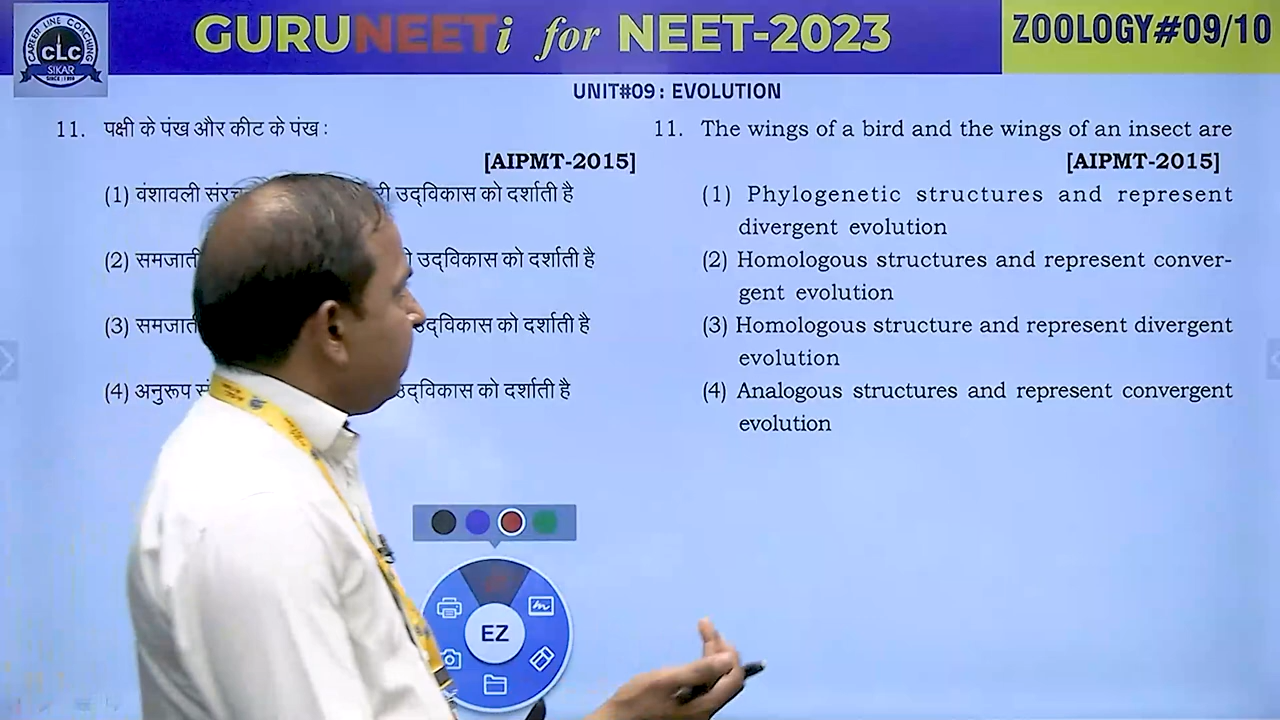 GURUNEETi for NEET-2023
ZOOLOGY#09/10
CAREER LINE COACHING
CLC
SIKAR
SINCE : 1996
UNIT#09 : EVOLUTION
11. पक्षी के पंख और कीट के पंख :
[AIPMT-2015]
(1) वंशावली उद्विकास को दर्शाती है
(2) उद्विकास को दर्शाती है
(3) उद्विकास को दर्शाती है
(4) अनुरूप उद्विकास को दर्शाती है
11. The wings of a bird and the wings of an insect are
[AIPMT-2015]
(1) Phylogenetic structures and represent
divergent evolution
(2) Homologous structures and represent conver-
gent evolution
(3) Homologous structure and represent divergent
evolution
(4) Analogous structures and represent convergent
evolution
EZ